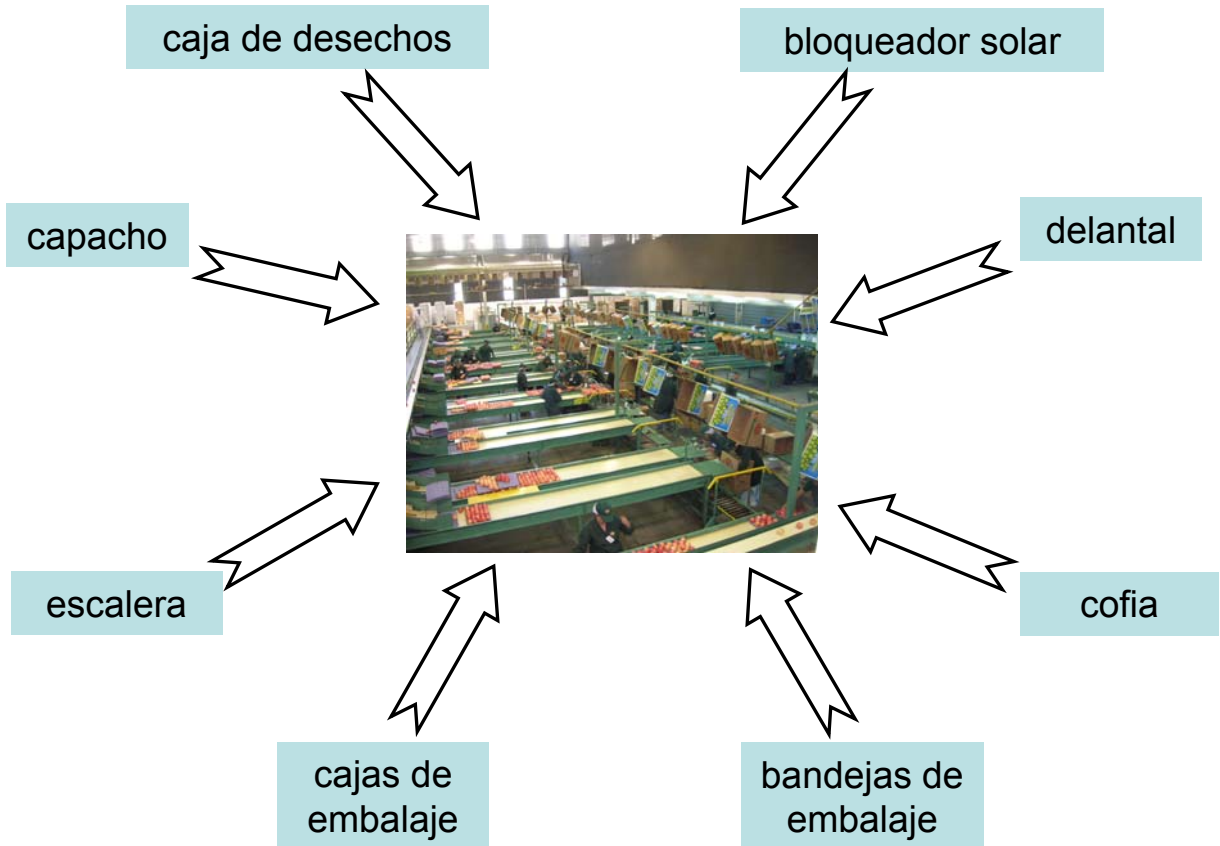 caja de desechos
bloqueador solar
capacho
delantal
escalera
cofia
cajas de
embalaje
bandejas de
embalaje